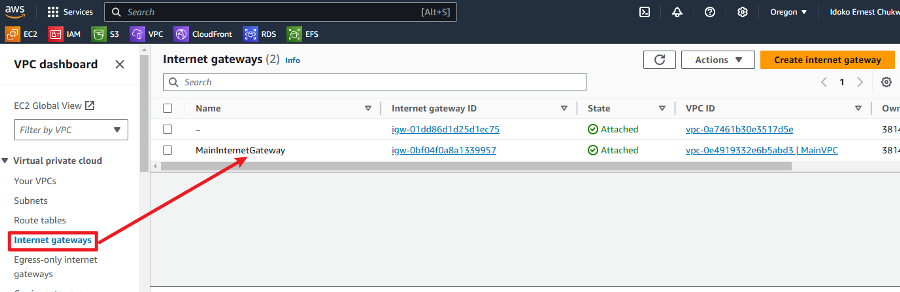 aws
Services
Search [Alt+S]
Oregon
Idoko Ernest Chukw
EC2 IAM S3 VPC CloudFront RDS EFS
VPC dashboard
EC2 Global View
Filter by VPC
Virtual private cloud
Your VPCs
Subnets
Route tables
Internet gateways
Egress-only internet
gateways
Internet gateways (2) Info
Actions
Create internet gateway
Search
1
Name Internet gateway ID State VPC ID Own
– igw-01dd86d1d25d1ec75 Attached vpc-0a7461b30e3517d5e 3814
MainInternetGateway igw-0bf04f0a8a1339957 Attached vpc-0e4919332e6b5abd3 | MainVPC 3814